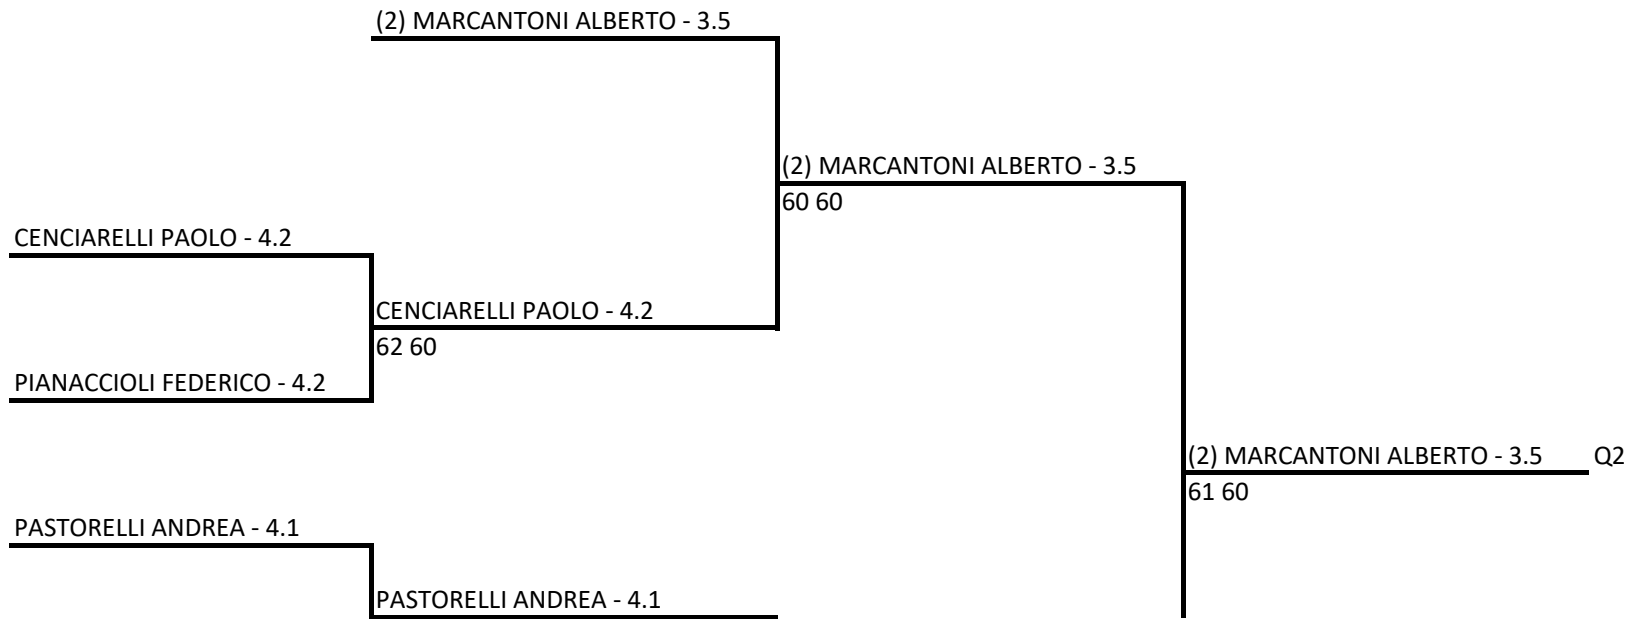 (2) MARCANTONI ALBERTO - 3.5
(2) MARCANTONI ALBERTO - 3.5
60 60
CENCIARELLI PAOLO - 4.2
CENCIARELLI PAOLO - 4.2
62 60
PIANACCIOLI FEDERICO - 4.2
(2) MARCANTONI ALBERTO - 3.5 Q2
61 60
PASTORELLI ANDREA - 4.1
PASTORELLI ANDREA - 4.1